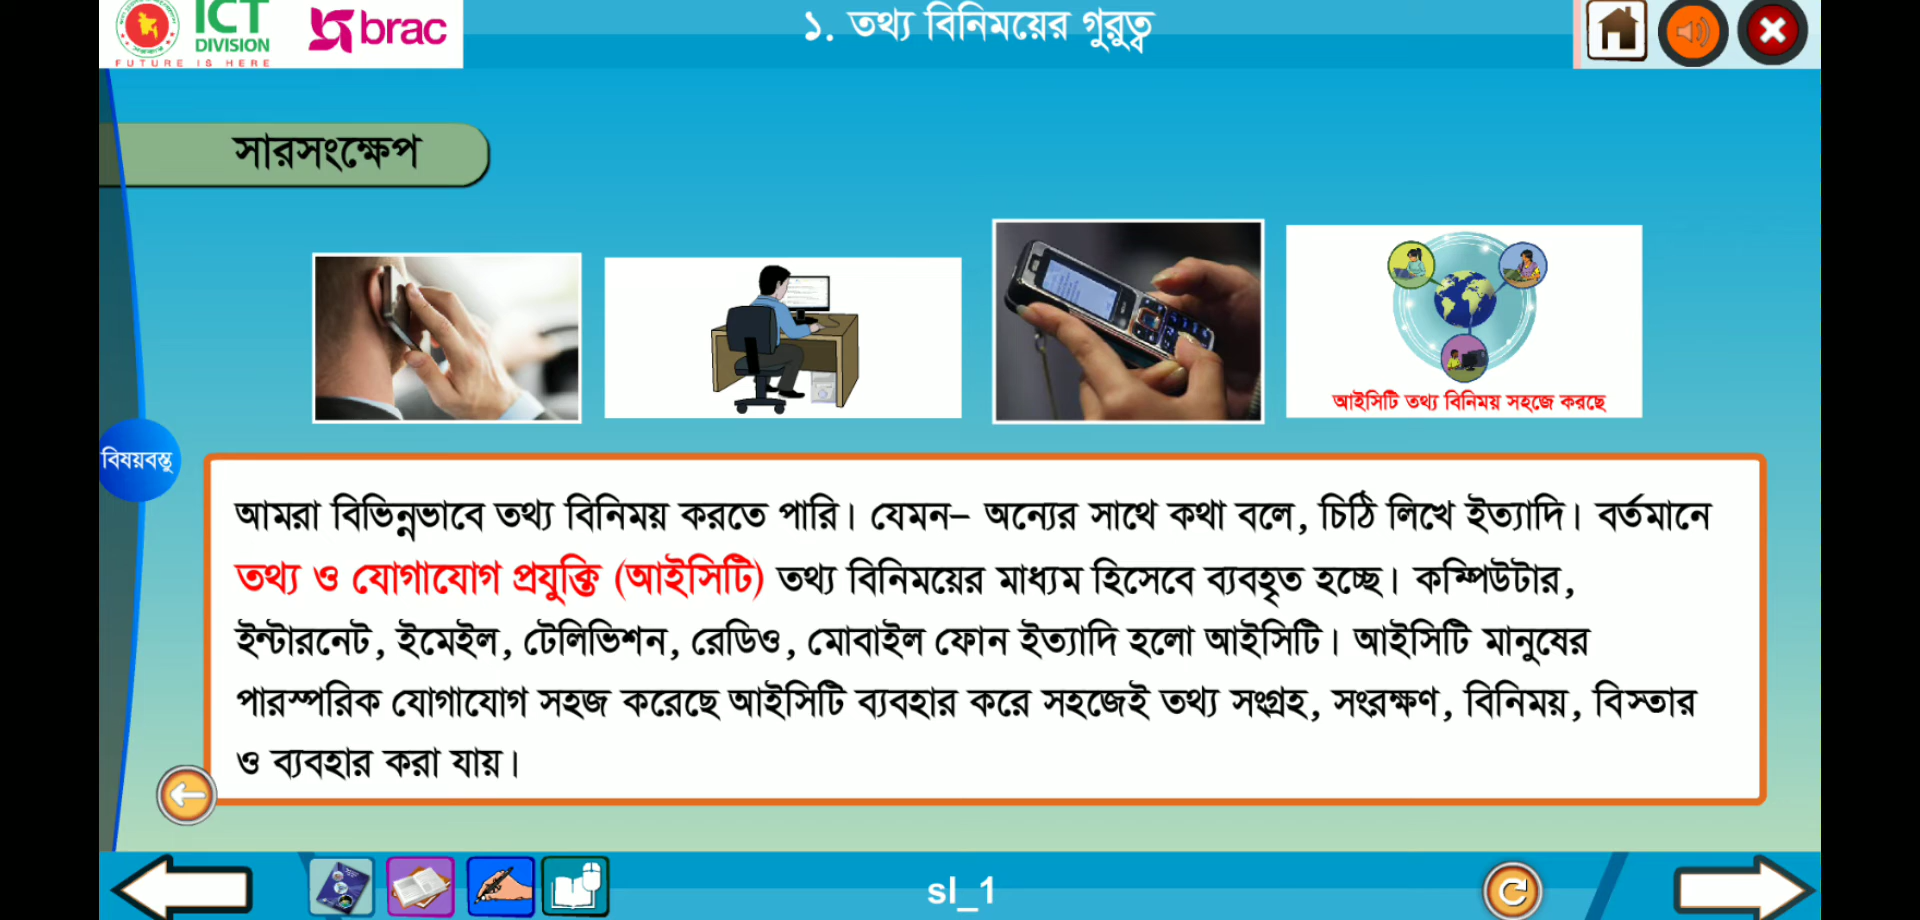 ICT
DIVISION
FUTURE IS HERE
brac
১. তথ্য বিনিময়ের গুরুত্ব
সারসংক্ষেপ
আইসিটি তথ্য বিনিময় সহজে করছে
বিষয়বস্তু
আমরা বিভিন্নভাবে তথ্য বিনিময় করতে পারি। যেমন– অন্যের সাথে কথা বলে, চিঠি লিখে ইত্যাদি। বর্তমানে
তথ্য ও যোগাযোগ প্রযুক্তি (আইসিটি) তথ্য বিনিময়ের মাধ্যম হিসেবে ব্যবহৃত হচ্ছে। কম্পিউটার,
ইন্টারনেট, ইমেইল, টেলিভিশন, রেডিও, মোবাইল ফোন ইত্যাদি হলো আইসিটি। আইসিটি মানুষের
পারস্পরিক যোগাযোগ সহজ করেছে আইসিটি ব্যবহার করে সহজেই তথ্য সংগ্রহ, সংরক্ষণ, বিনিময়, বিস্তার
ও ব্যবহার করা যায়।
sl_1